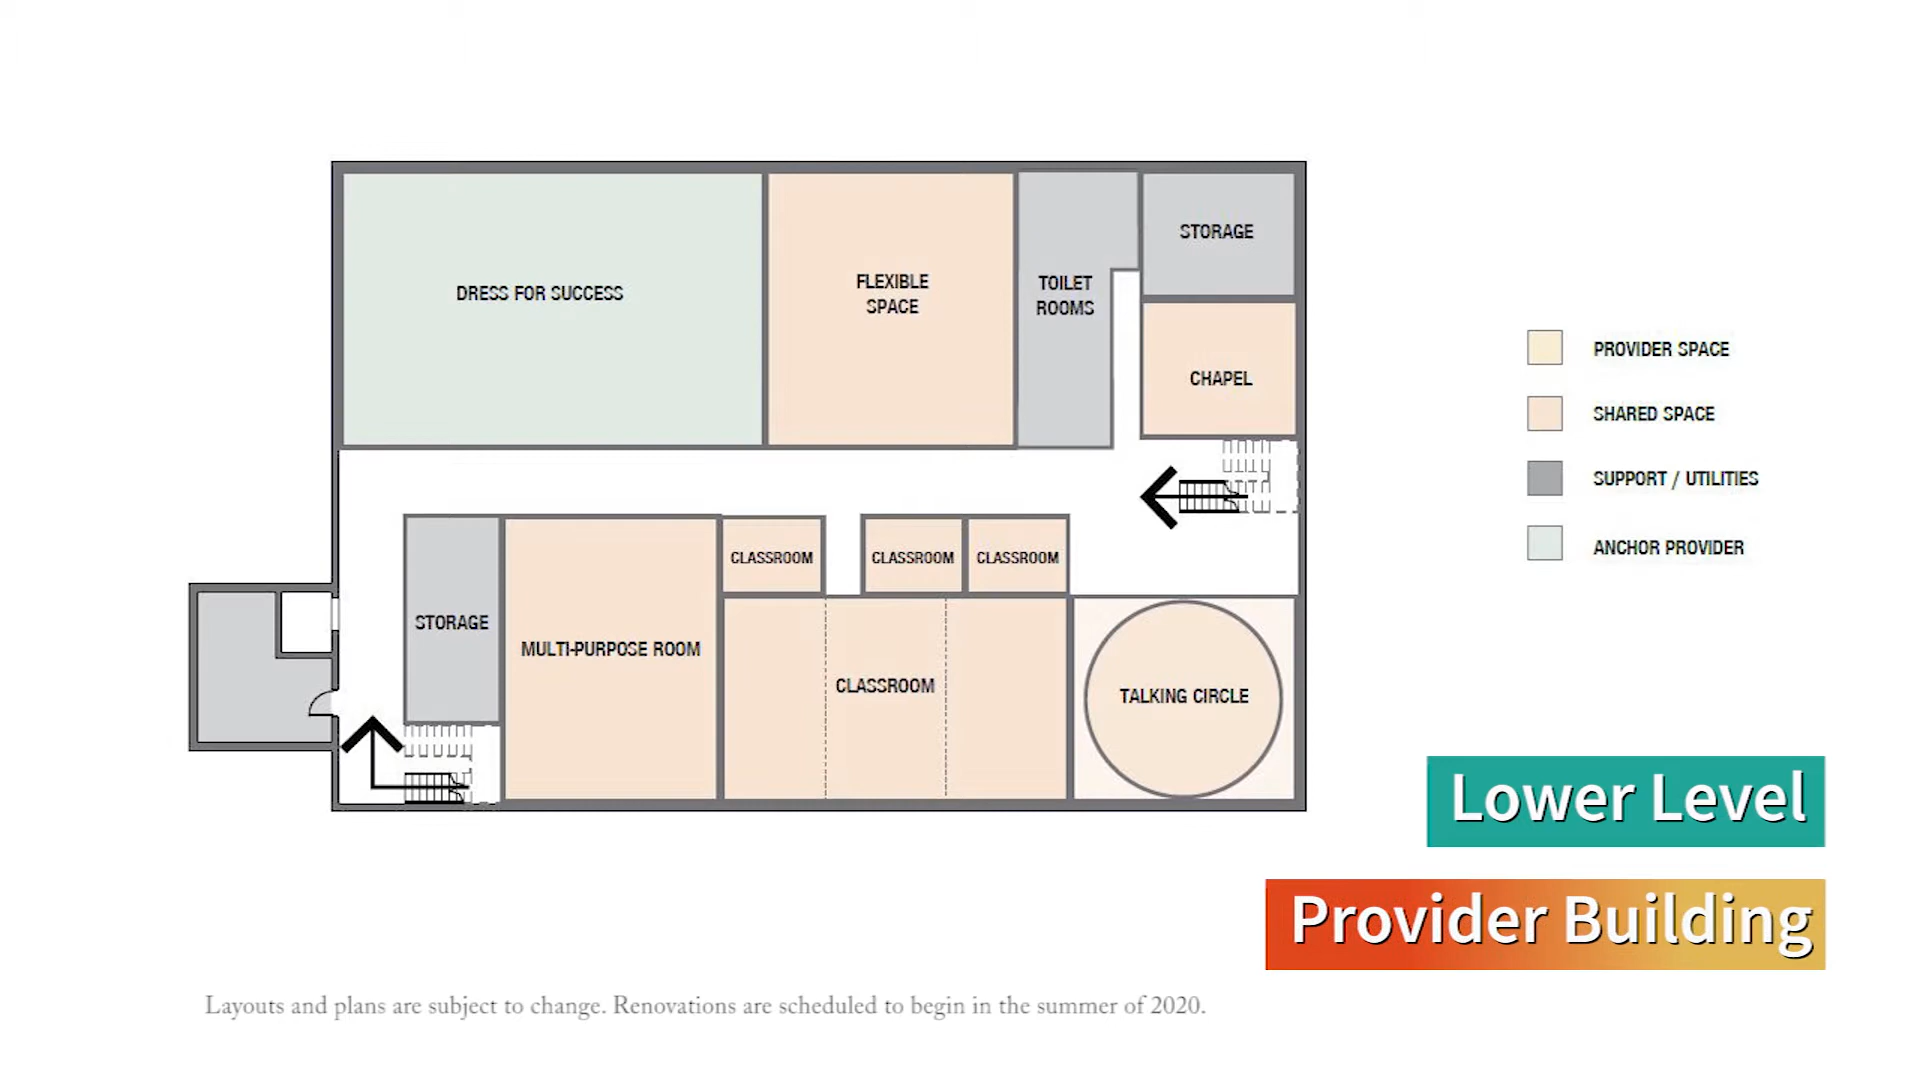 STORAGE
DRESS FOR SUCCESS
FLEXIBLE
SPACE
TOILET
ROOMS
CHAPEL
PROVIDER SPACE
SHARED SPACE
SUPPORT / UTILITIES
ANCHOR PROVIDER
CLASSROOM
CLASSROOM
CLASSROOM
STORAGE
MULTI-PURPOSE ROOM
CLASSROOM
TALKING CIRCLE
Lower Level
Provider Building
Layouts and plans are subject to change. Renovations are scheduled to begin in the summer of 2020.